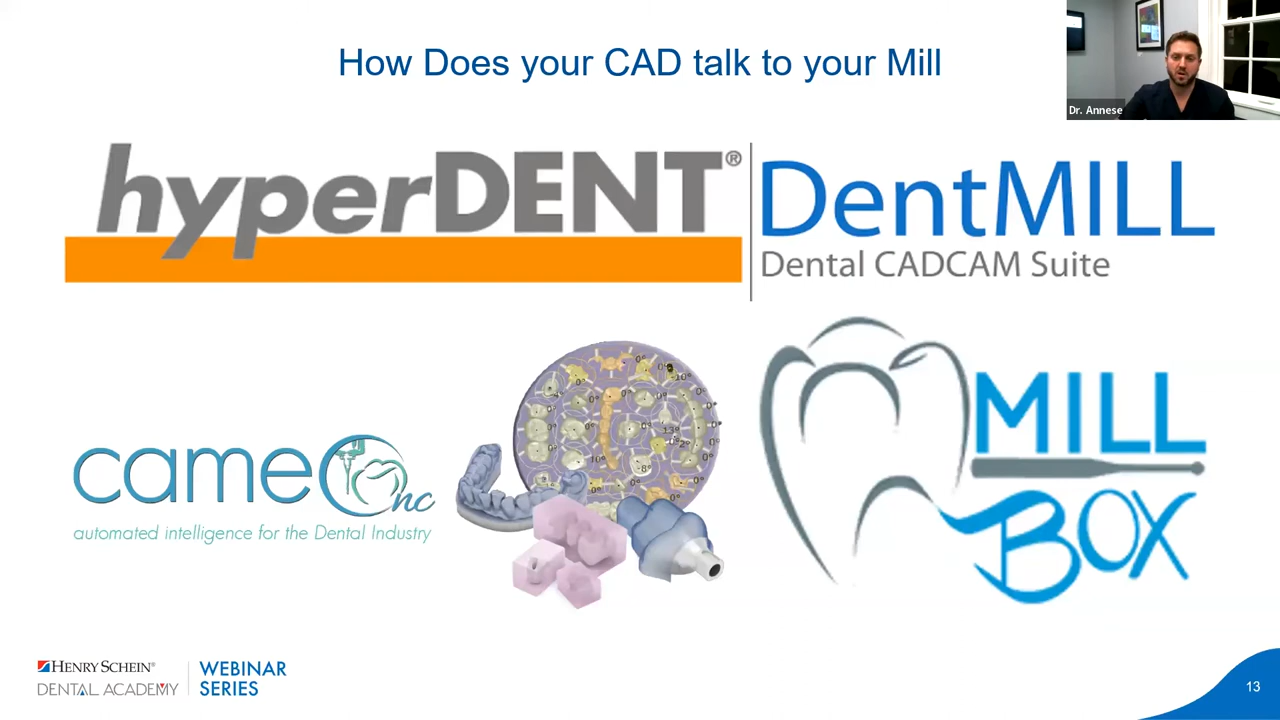 How Does your CAD talk to your Mill
Dr. Annese
hyperDENT®
DentMILL
Dental CADCAM Suite
cameo nc
automated intelligence for the Dental Industry
MILL
BOX
HENRY SCHEIN®
DENTAL ACADEMY
WEBINAR
SERIES
13